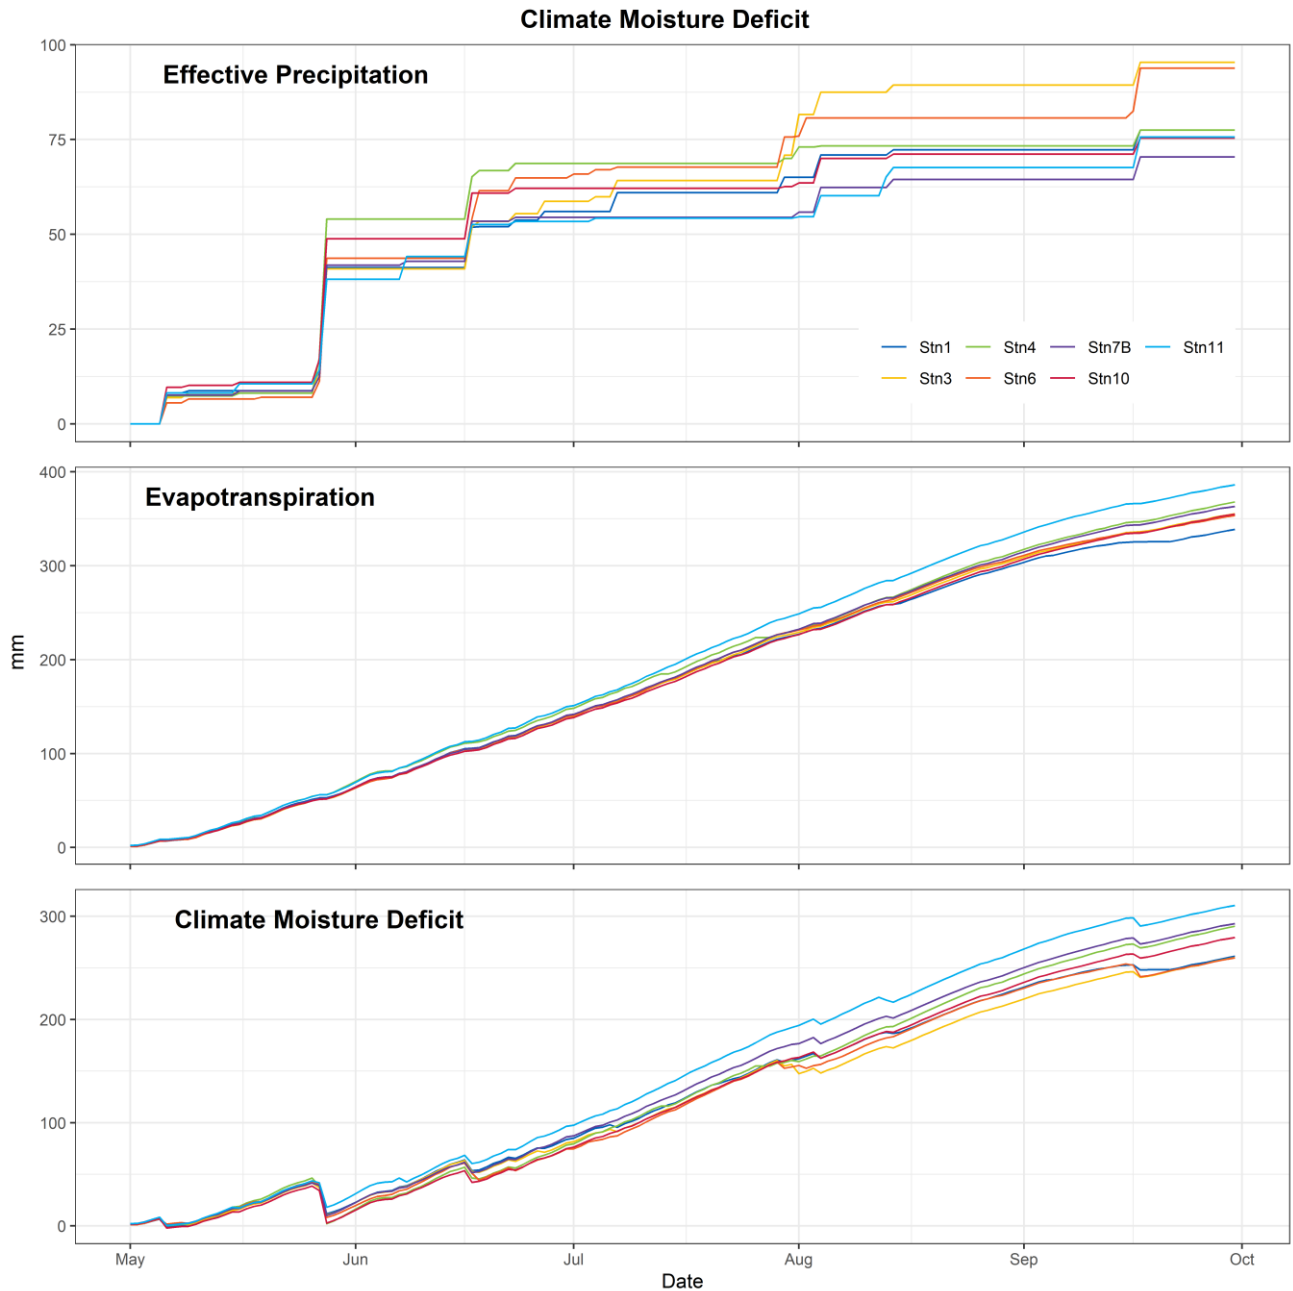 Climate Moisture Deficit
Effective Precipitation
100
75
50
25
0
Stn1 Stn4 Stn7B Stn11
Stn3 Stn6 Stn10
Evapotranspiration
400
300
200
100
0
mm
Climate Moisture Deficit
300
200
100
0
May Jun Jul Aug Sep Oct
Date